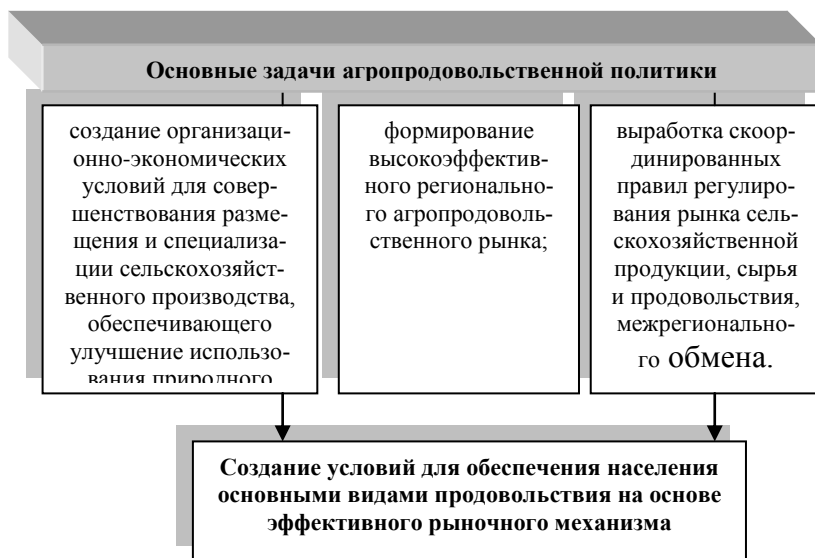 Основные задачи агропродовольственной политики
создание организаци-
онно-экономических
условий для совер-
шенствования разме-
щения и специализа-
ции сельскохозяйст-
венного производства,
обеспечивающего
улучшение использо-
вания природного
формирование
высокоэффектив-
ного регионально-
го агропродоволь-
ственного рынка;
выработка скоор-
динированных
правил регулиро-
вания рынка сель-
скохозяйственной
продукции, сырья
и продовольствия,
межрегионально-
го обмена.
Создание условий для обеспечения населения
основными видами продовольствия на основе
эффективного рыночного механизма